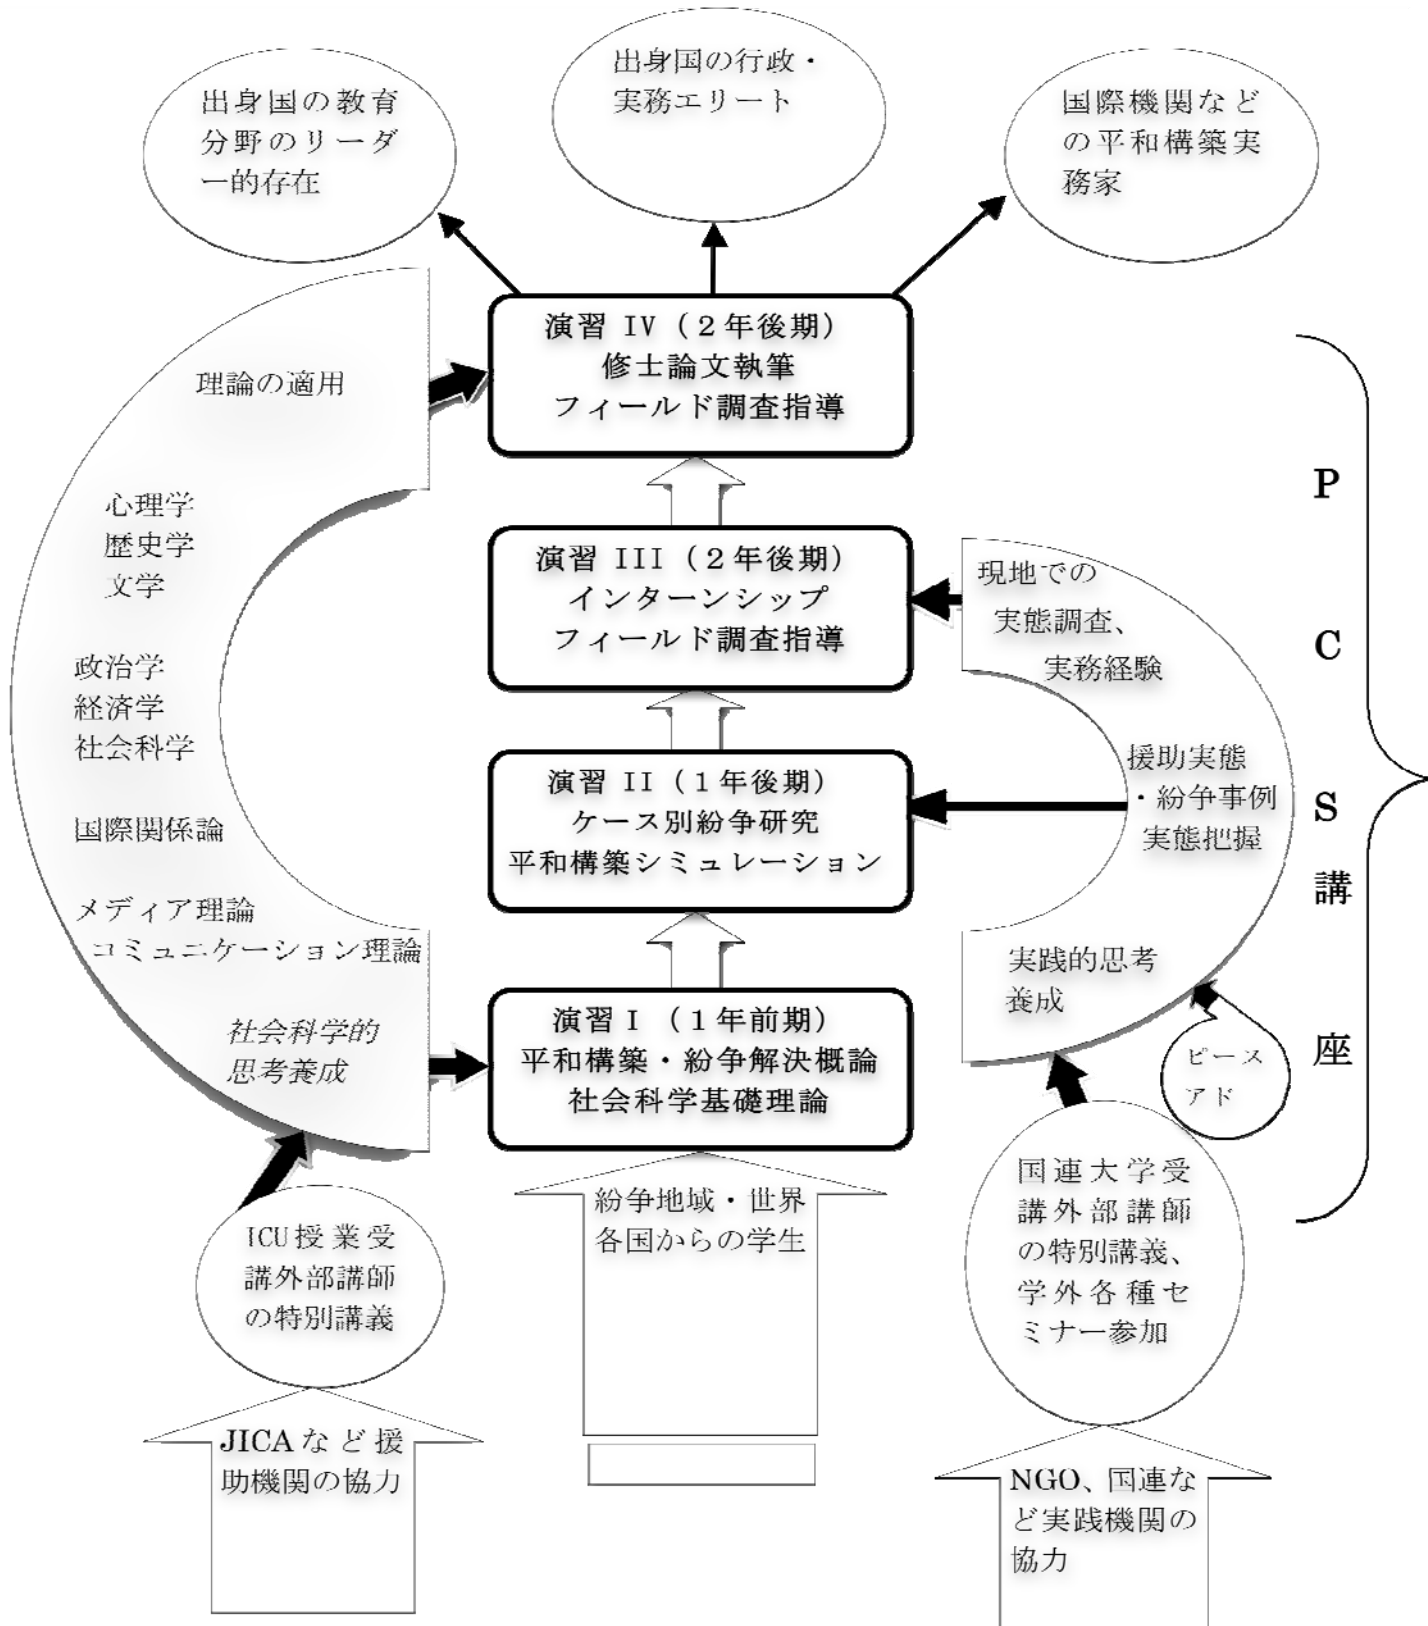 出身国の教育
分野のリーダ
ー的存在
出身国の行政・
実務エリート
国際機関など
の平和構築実
務家
理論の適用
心理学
歴史学
文学
政治学
経済学
社会科学
国際関係論
メディア理論
コミュニケーション理論
社会科学的
思考養成
演習 IV（２年後期）
修士論文執筆
フィールド調査指導
演習 III（２年後期）
インターンシップ
フィールド調査指導
演習 II（１年後期）
ケース別紛争研究
平和構築シミュレーション
演習 I （１年前期）
平和構築・紛争解決概論
社会科学基礎理論
現地での
実態調査、
実務経験
援助実態
・紛争事例
実態把握
実践的思考
養成
P
C
S
講
座
ピース
アド
ICU授業受
講外部講師
の特別講義
紛争地域・世界
各国からの学生
国連大学受
講外部講師
の特別講義、
学外各種セ
ミナー参加
JICAなど援
助機関の協力
NGO、国連な
ど実践機関の
協力